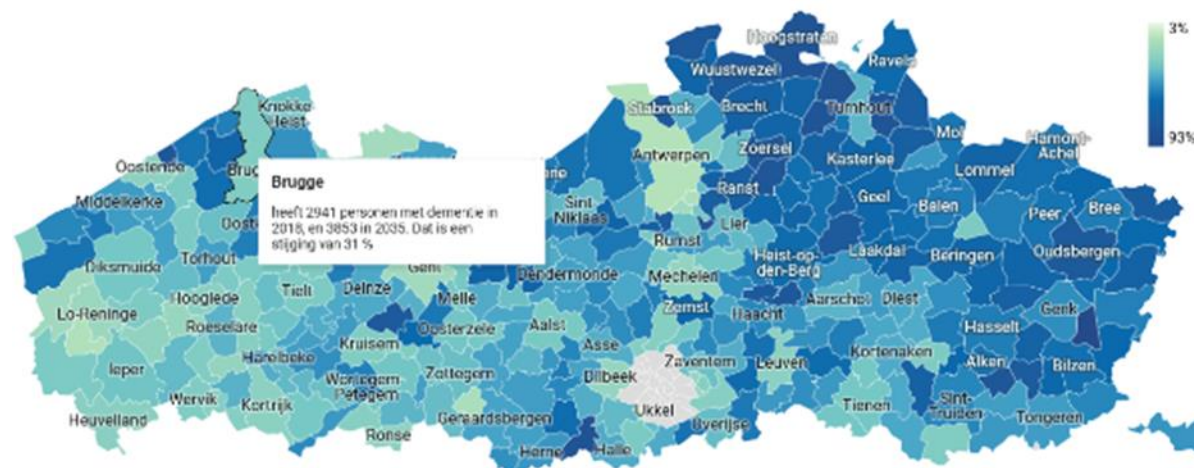 3%
93%
Hoogstraten
Ravels
Wuustwezel
Stabroek
Brecht
Turnhout
Knokke-
Heist
Mol
Hamont-
Achel
Oostende
Antwerpen
Zoersel
Kasterlee
Lommel
Brugge
heeft 2941 personen met dementie in
2018, en 3853 in 2035. Dat is een
stijging van 31 %
Ranst
Geel
Balen
Peer
Bree
Middelkerke
Sint
Niklaas
Lier
Rumst
Heist-op-
den-Berg
Laakdal
Beringen
Oudsbergen
Diksmuide
Torhout
Gent
Dendermonde
Mechelen
Hooglede
Tielt
Deinze
Melle
Zemst
Haacht
Aarschot
Diest
Genk
Lo-Reninge
Roeselare
Oosterzele
Aalst
Hasselt
Kruisem
Asse
Harelbeke
Zaventem
Leuven
Kortenaken
Alken
Bilzen
Ieper
Wortegem-
Petegem
Zottegem
Dilbeek
Wervik
Kortrijk
Ukkel
Tienen
Sint-
Truiden
Heuvelland
Geraardsbergen
Overijse
Tongeren
Ronse
Herne
Halle